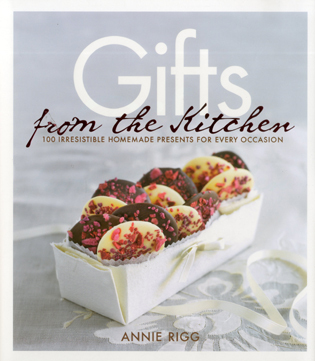 Gifts
from the Kitchen
100 IRRESISTIBLE HOMEMADE PRESENTS FOR EVERY OCCASION
ANNIE RIGG